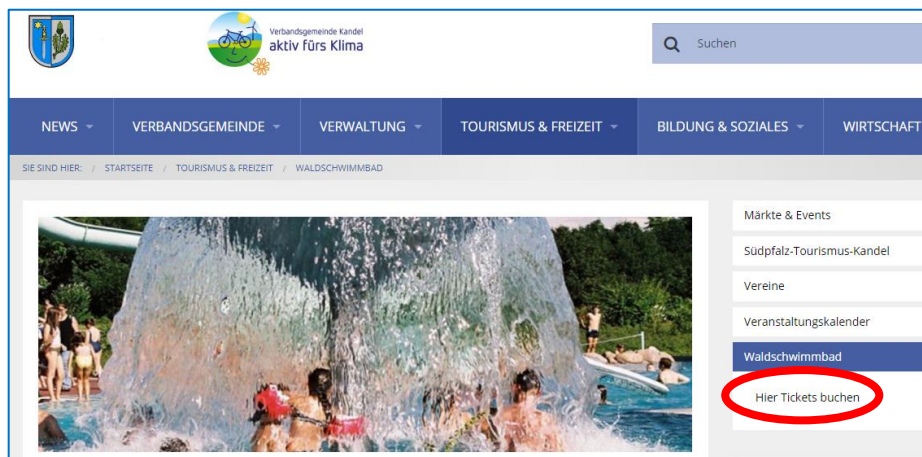 Verbandsgemeinde Kandel
aktiv fürs Klima
Suchen
NEWS
VERBANDSGEMEINDE
VERWALTUNG
TOURISMUS & FREIZEIT
BILDUNG & SOZIALES
WIRTSCHAFT
SIE SIND HIER: / STARTSEITE / TOURISMUS & FREIZEIT / WALDSCHWIMMBAD
Märkte & Events
Südpfalz-Tourismus-Kandel
Vereine
Veranstaltungskalender
Waldschwimmbad
Hier Tickets buchen